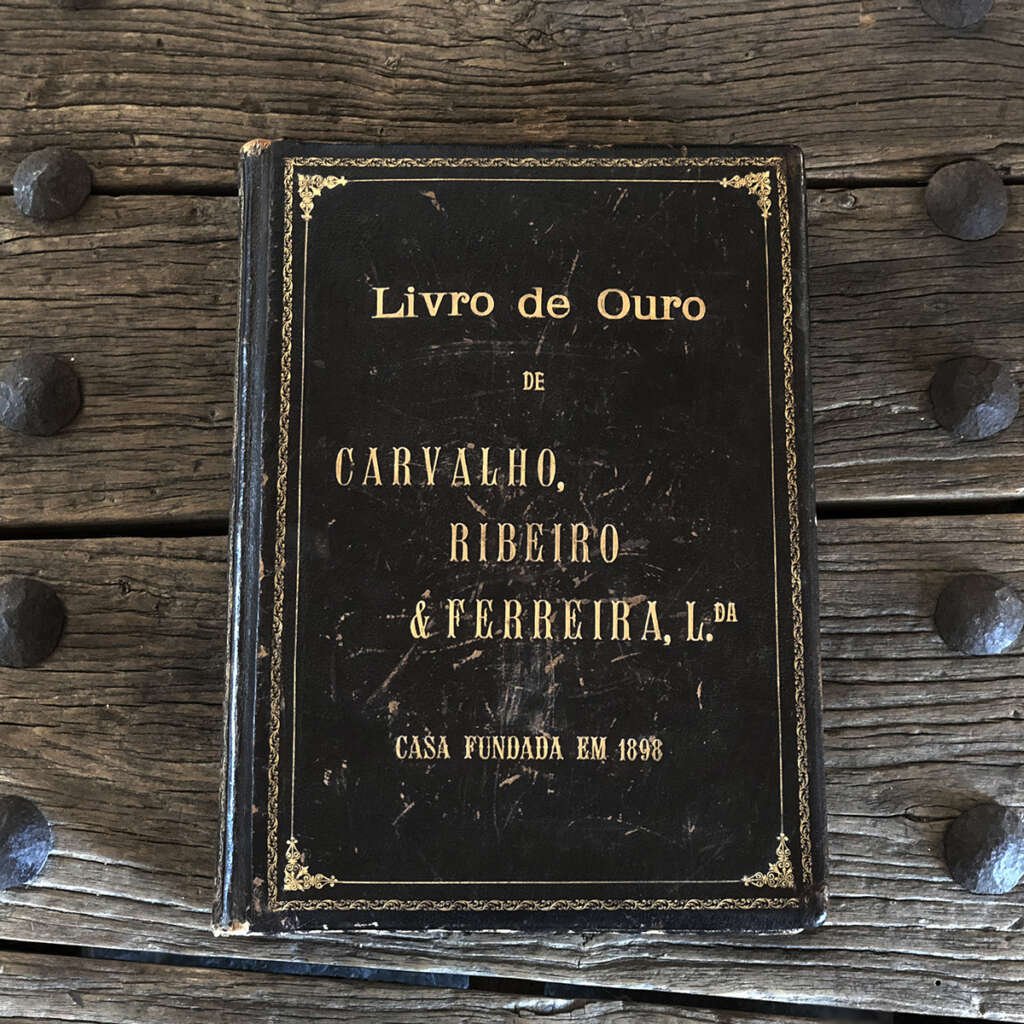 Livro de Ouro
DE
CARVALHO,
RIBEIRO
& FERREIRA, L.DA
CASA FUNDADA EM 1898